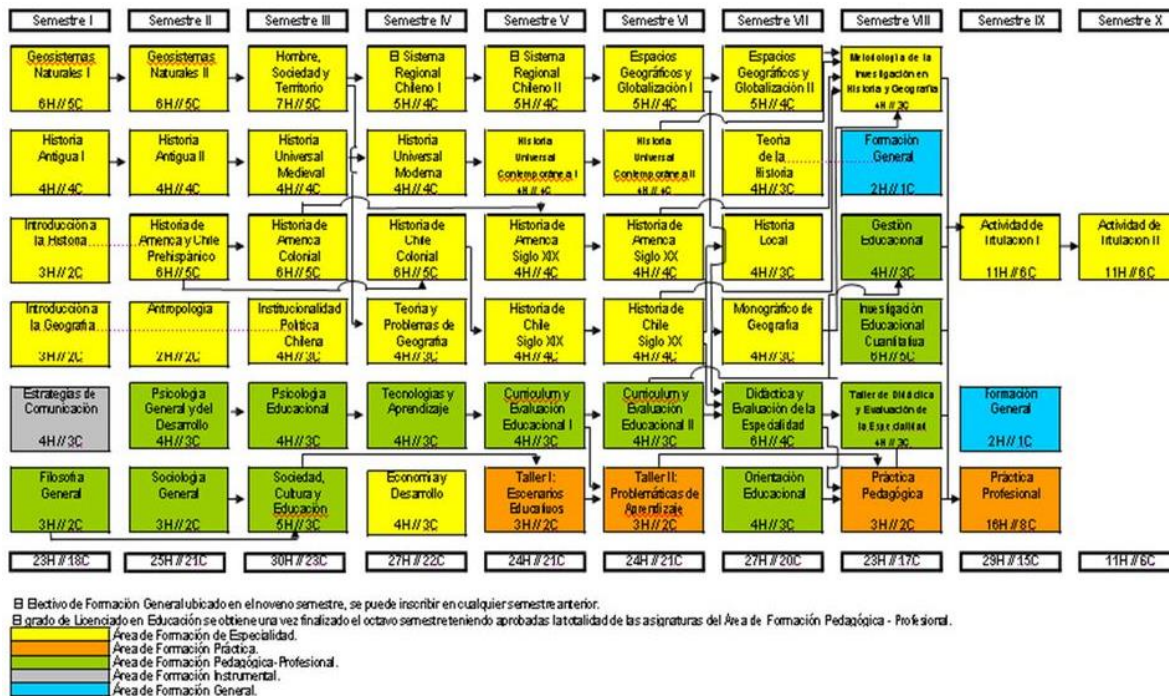 Semestre I
Semestre II
Semestre III
Semestre IV
Semestre V
Semestre VI
Semestre VII
Semestre VIII
Semestre IX
Semestre X
Geosistemas
Naturales I
6H//5C
Geosistemas
Naturales II
6H//5C
Hombre,
Sociedad y
Territorio
7H//5C
El Sistema
Regional
Chileno I
5H//4C
El Sistema
Regional
Chileno II
5H//4C
Espacios
Geográficos y
Globalización I
5H//4C
Espacios
Geográficos y
Globalización II
5H//4C
Metodología de la
Investigación en
Historia y Geografía
4H//3C
Historia
Antigua I
4H//4C
Historia
Antigua II
4H//4C
Historia
Universal
Medieval
4H//4C
Historia
Universal
Moderna
4H//4C
Historia
Universal
Contemporánea I
4H//4C
Historia
Universal
Contemporánea II
4H//4C
Teoría
de la
Historia
4H//3C
Formación
General
2H//1C
Introducción a
la Historia
3H//2C
Historia de
America y Chile
Prehispánico
6H//5C
Historia de
America
Colonial
6H//5C
Historia de
Chile
Colonial
6H//5C
Historia de
America
Siglo XIX
4H//4C
Historia de
America
Siglo XX
4H//4C
Historia
Local
4H//3C
Gestión
Educacional
4H//3C
Actividad de
Titulación I
11H//6C
Actividad de
Titulación II
11H//6C
Introducción a
la Geografía
3H//2C
Antropología
2H//2C
Institucionalidad
Política
Chilena
4H//3C
Teoría y
Problemas de
Geografía
4H//3C
Historia de
Chile
Siglo XIX
4H//4C
Historia de
Chile
Siglo XX
4H//4C
Monográfico de
Geografía
4H//3C
Investigación
Educacional
Cuantitativa
6H//5C
Estrategias de
Comunicación
4H//3C
Psicología
General y del
Desarrollo
4H//3C
Psicología
Educacional
4H//3C
Tecnologías y
Aprendizaje
4H//3C
Curriculum y
Evaluación
Educacional I
4H//3C
Curriculum y
Evaluación
Educacional II
4H//3C
Didáctica y
Evaluación de la
Especialidad
6H//4C
Taller de Didáctica
y Evaluación de
la Especialidad
4H//3C
Formación
General
2H//1C
Filosofía
General
3H//2C
Sociología
General
3H//2C
Sociedad,
Cultura y
Educación
5H//3C
Economía y
Desarrollo
4H//3C
Taller I:
Escenarios
Educativos
3H//2C
Taller II:
Problemáticas de
Aprendizaje
3H//2C
Orientación
Educacional
4H//3C
Práctica
Pedagógica
3H//2C
Práctica
Profesional
16H//8C
23H//18C
25H//21C
30H//23C
27H//22C
24H//21C
24H//21C
27H//20C
23H//17C
29H//15C
11H//6C
El Electivo de Formación General ubicado en el noveno semestre, se puede inscribir en cualquier semestre anterior.
El grado de Licenciado en Educación se obtiene una vez finalizado el octavo semestre teniendo aprobadas la totalidad de las asignaturas del Área de Formación Pedagógica - Profesional.
Área de Formación de Especialidad.
Área de Formación Práctica.
Área de Formación Pedagógica-Profesional.
Área de Formación Instrumental.
Área de Formación General.